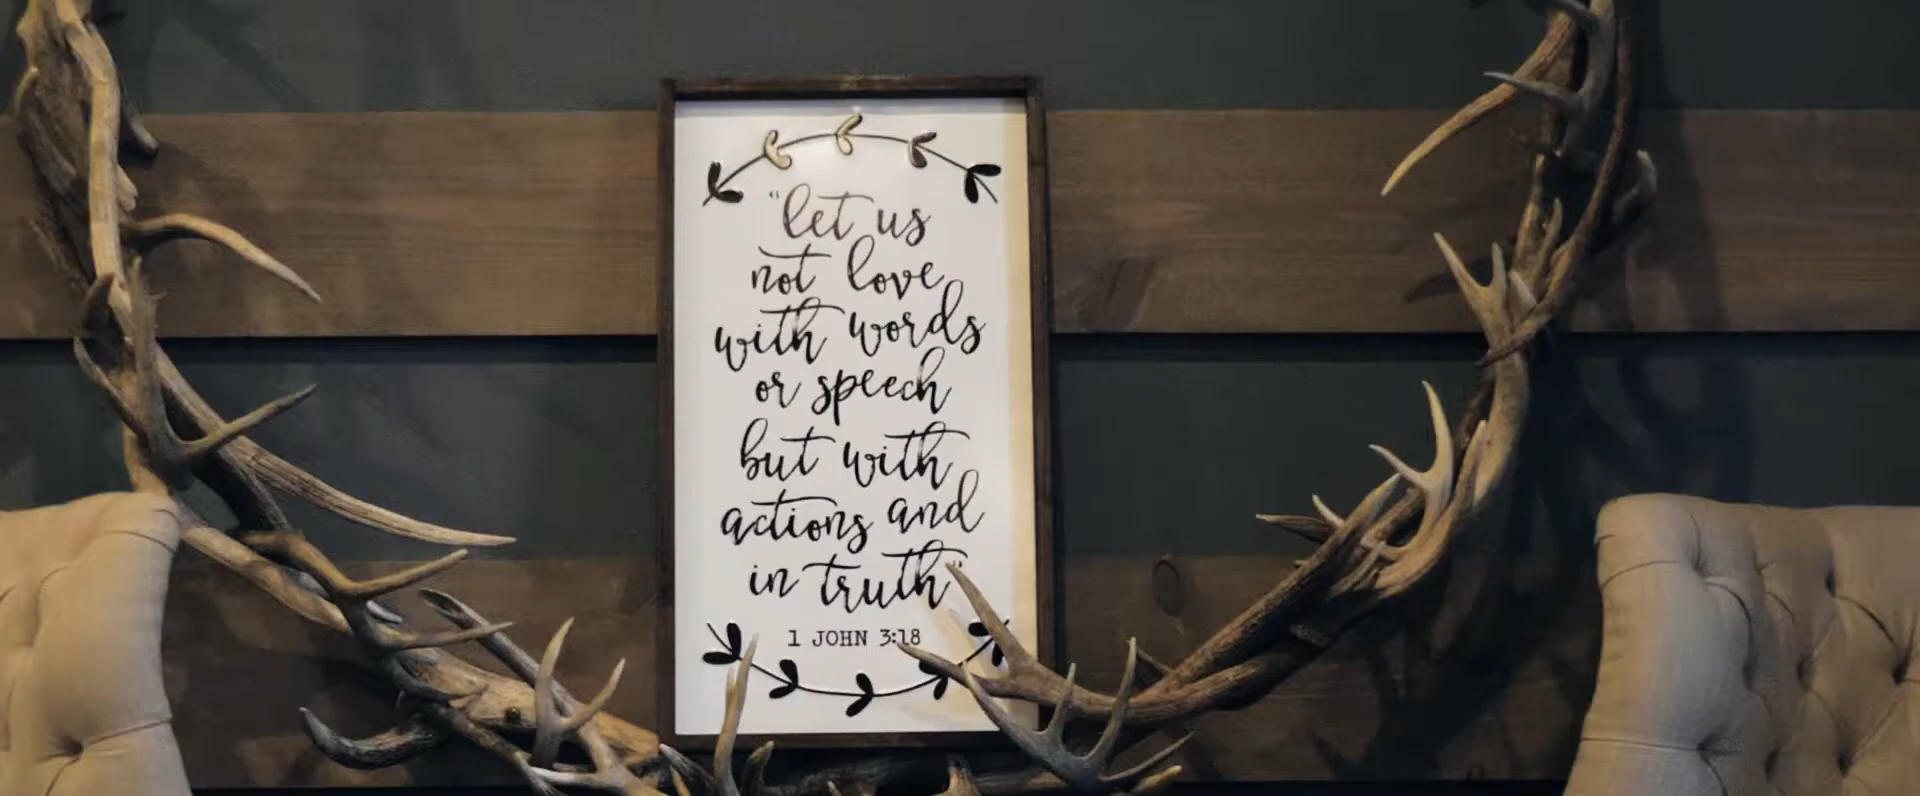 “let us
not love
with words
or speech
but with
actions and
in truth”
1 JOHN 3:18